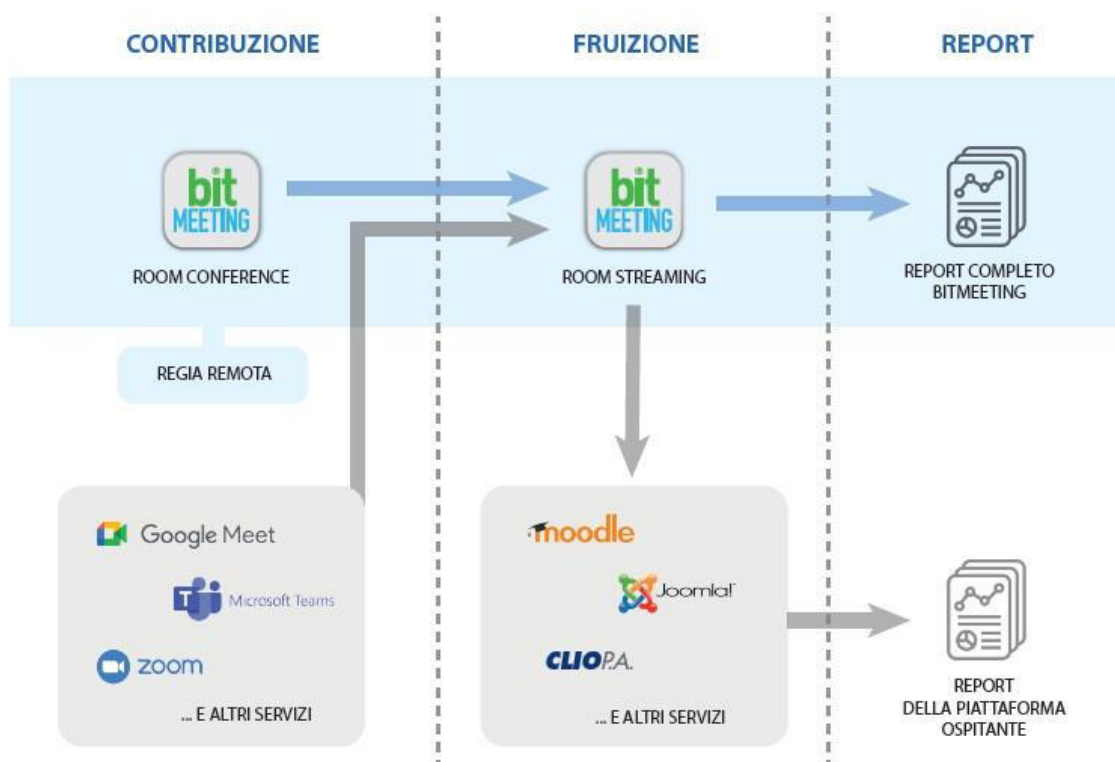 CONTRIBUZIONE
FRUIZIONE
REPORT
bit
MEETING
ROOM CONFERENCE
bit
MEETING
ROOM STREAMING
REPORT COMPLETO
BITMEETING
REGIA REMOTA
Google Meet
Microsoft Teams
zoom
... E ALTRI SERVIZI
moodle
Joomla!
CLIOP.A.
... E ALTRI SERVIZI
REPORT
DELLA PIATTAFORMA
OSPITANTE